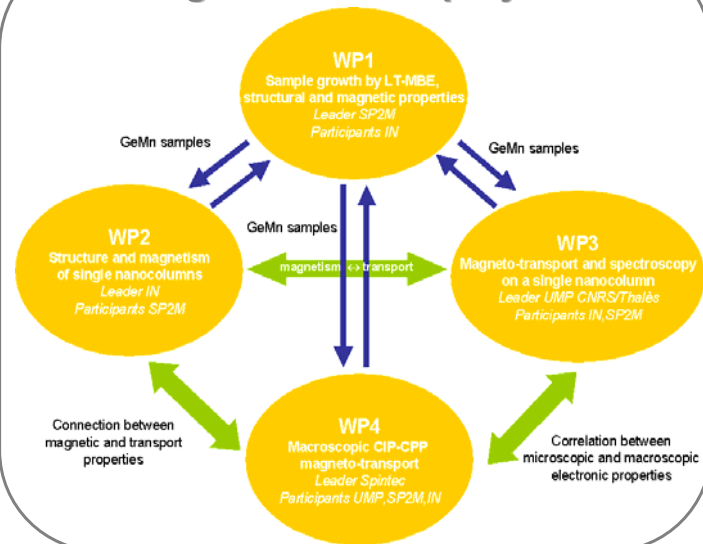 WP1
Sample growth by LT-MBE,
structural and magnetic properties
Leader SP2M
Participants IN
GeMn samples
GeMn samples
GeMn samples
WP2
Structure and magnetism
of single nanocolumns
Leader IN
Participants SP2M
magnetism ↔ transport
WP3
Magneto-transport and spectroscopy
on a single nanocolumn
Leader UMP CNRS/Thalès
Participants IN,SP2M
Connection between
magnetic and transport
properties
WP4
Macroscopic CIP-CPP
magneto-transport
Leader Spintec
Participants UMP,SP2M,IN
Correlation between
microscopic and macroscopic
electronic properties